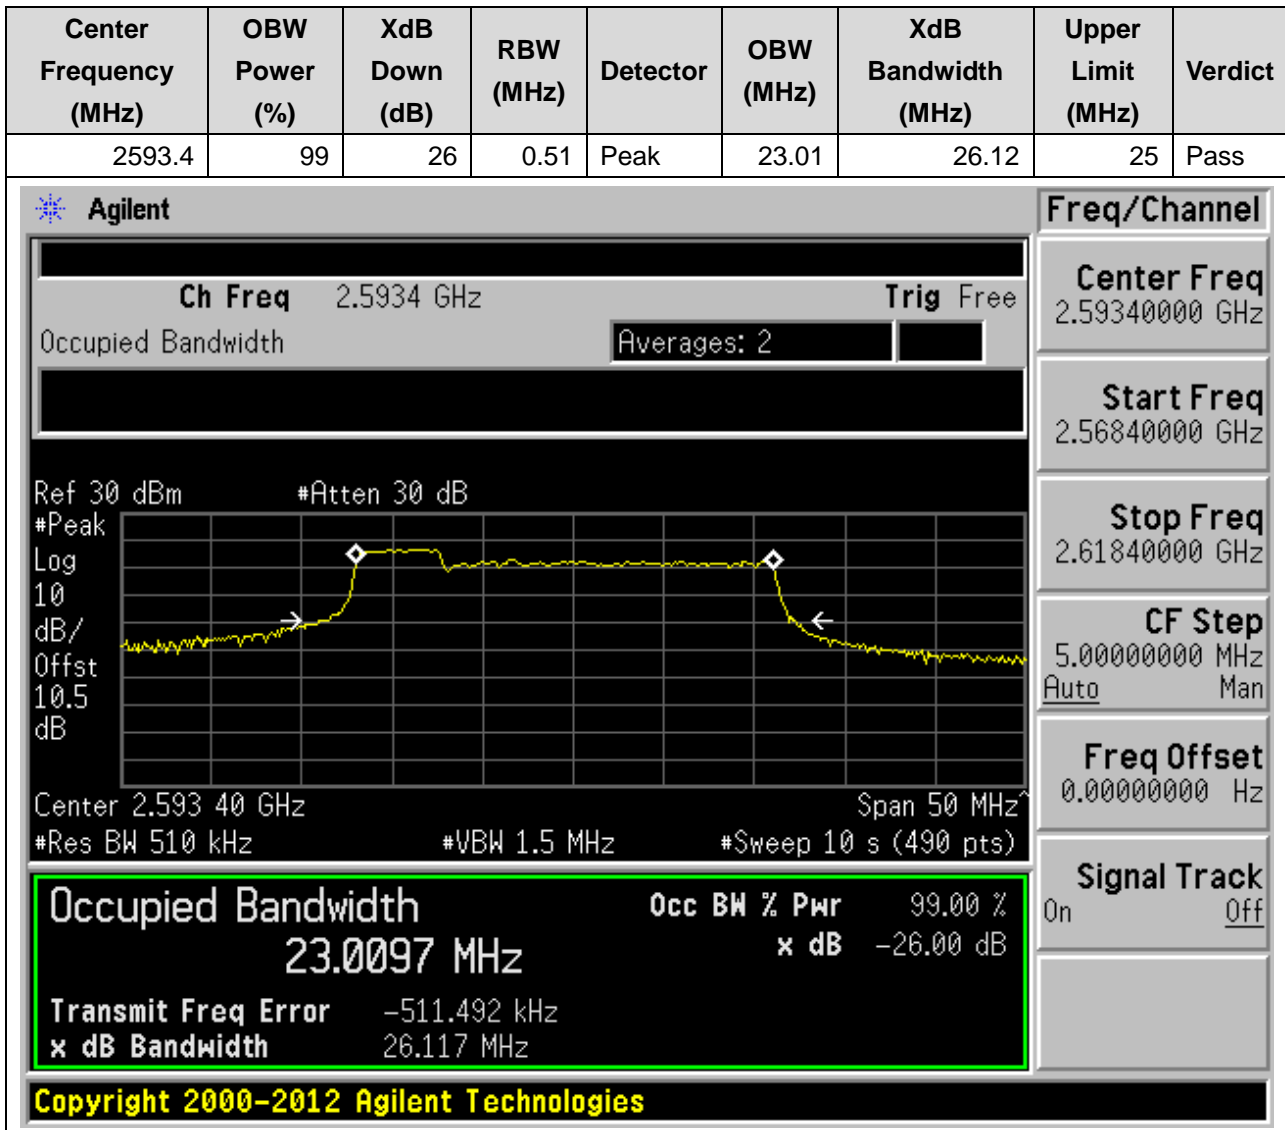 Center Frequency (MHz) OBW Power (%) XdB Down (dB) RBW (MHz) Detector OBW (MHz) XdB Bandwidth (MHz) Upper Limit (MHz) Verdict
2593.4 99 26 0.51 Peak 23.01 26.12 25 Pass
Agilent
Freq/Channel
Ch Freq 2.5934 GHz Trig Free
Occupied Bandwidth Averages: 2
Center Freq
2.59340000 GHz
Start Freq
2.56840000 GHz
Stop Freq
2.61840000 GHz
CF Step
5.00000000 MHz
Auto Man
Freq Offset
0.00000000 Hz
Signal Track
On Off
Ref 30 dBm #Atten 30 dB
#Peak
Log
10
dB/
Offst
10.5
dB
Center 2.593 40 GHz Span 50 MHz^
#Res BW 510 kHz #VBW 1.5 MHz #Sweep 10 s (490 pts)
Occupied Bandwidth Occ BW % Pwr 99.00 %
23.0097 MHz x dB -26.00 dB
Transmit Freq Error -511.492 kHz
x dB Bandwidth 26.117 MHz
Copyright 2000-2012 Agilent Technologies